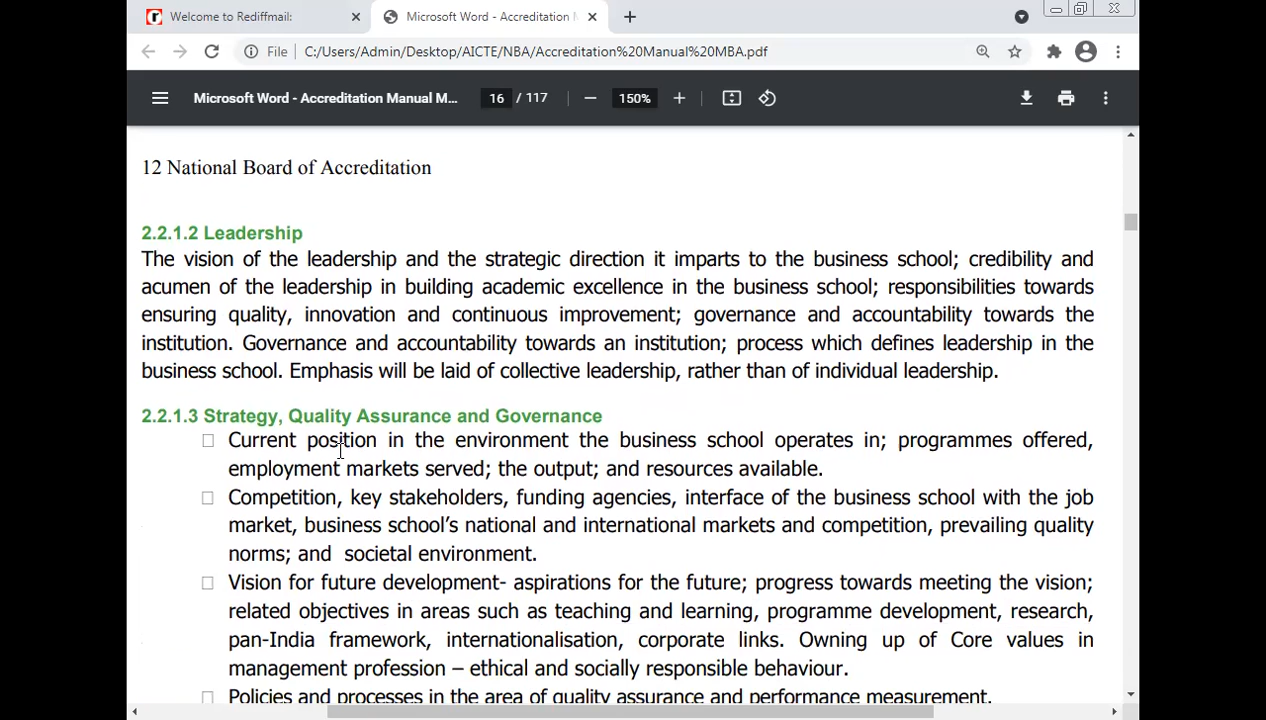 Welcome to Rediffmail:
Microsoft Word - Accreditation M
File
C:/Users/Admin/Desktop/AICTE/NBA/Accreditation%20Manual%20MBA.pdf
Microsoft Word - Accreditation Manual M... 16 / 117 150%
12 National Board of Accreditation
2.2.1.2 Leadership
The vision of the leadership and the strategic direction it imparts to the business school; credibility and
acumen of the leadership in building academic excellence in the business school; responsibilities towards
ensuring quality, innovation and continuous improvement; governance and accountability towards the
institution. Governance and accountability towards an institution; process which defines leadership in the
business school. Emphasis will be laid of collective leadership, rather than of individual leadership.
2.2.1.3 Strategy, Quality Assurance and Governance
Current position in the environment the business school operates in; programmes offered,
employment markets served; the output; and resources available.
Competition, key stakeholders, funding agencies, interface of the business school with the job
market, business school's national and international markets and competition, prevailing quality
norms; and societal environment.
Vision for future development- aspirations for the future; progress towards meeting the vision;
related objectives in areas such as teaching and learning, programme development, research,
pan-India framework, internationalisation, corporate links. Owning up of Core values in
management profession – ethical and socially responsible behaviour.
Policies and processes in the area of quality assurance and performance measurement.